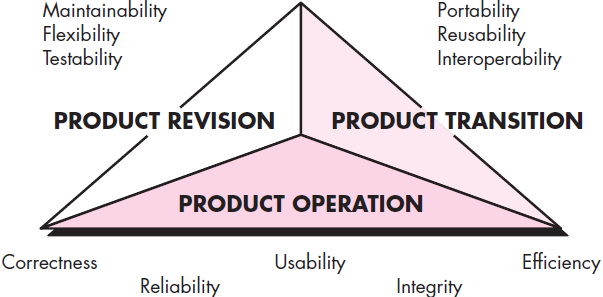 Maintainability
Flexibility
Testability
Portability
Reusability
Interoperability
PRODUCT REVISION
PRODUCT TRANSITION
PRODUCT OPERATION
Correctness
Usability
Efficiency
Reliability
Integrity